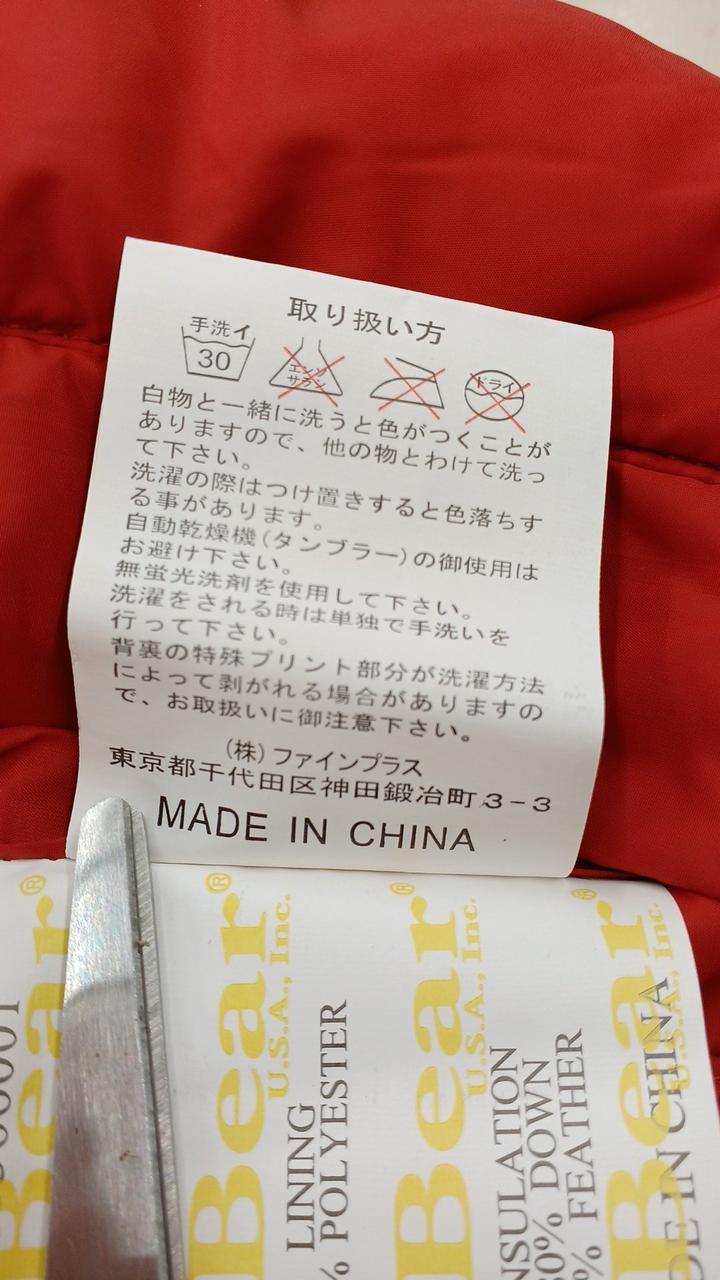 取り扱い方
手洗イ
30
エンソ
サラシ
ドライ
白物と一緒に洗うと色がつくことが
ありますので、他の物とわけて洗っ
て下さい。
洗濯の際はつけ置きすると色落ちす
る事があります。
自動乾燥機(タンブラー)の御使用は
お避け下さい。
無蛍光洗剤を使用して下さい。
洗濯をされる時は単独で手洗いを
行って下さい。
背裏の特殊プリント部分が洗濯方法
によって剥がれる場合がありますの
で、お取扱いに御注意下さい。
(株)ファインプラス
東京都千代田区神田鍛冶町3-3
MADE IN CHINA
Bear®
Bear®
U.S.A., Inc.
LINING
% POLYESTER
Bear®
U.S.A., Inc.
NSULATION
0% DOWN
% FEATHER
Bear®
U.S.A., Inc.
DE IN CHINA